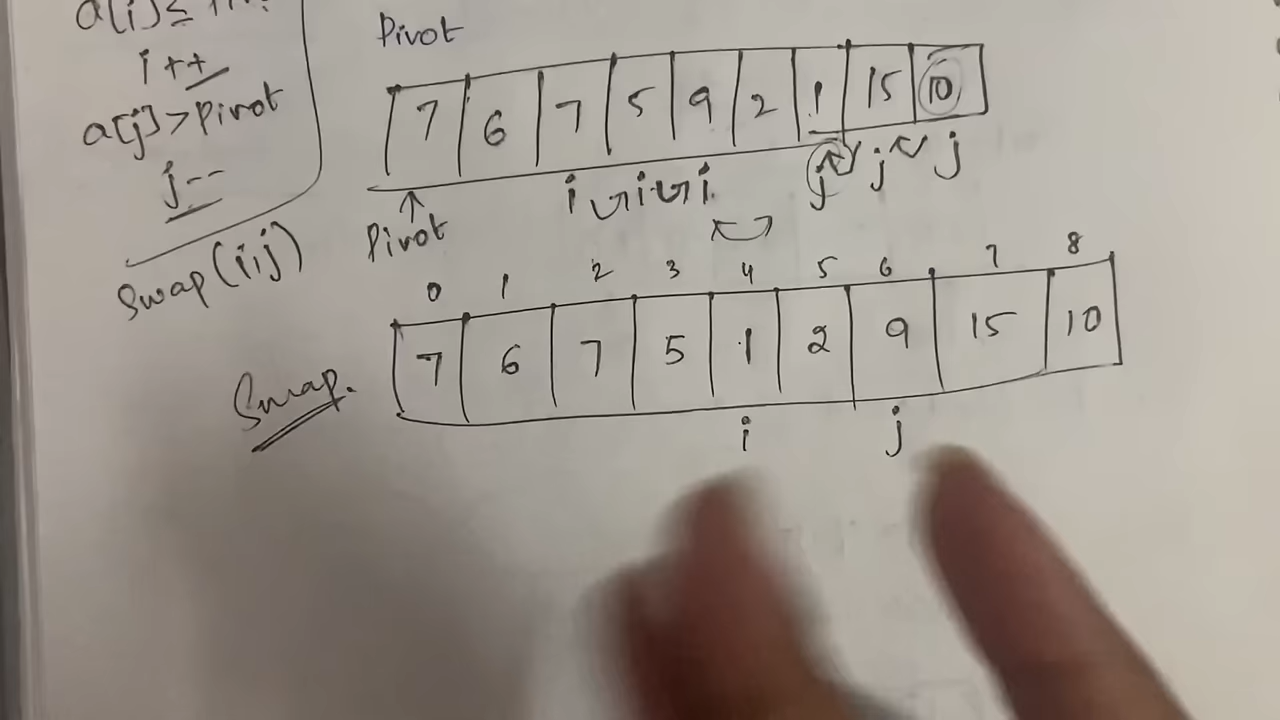 a[i]≤
i++
a[j]>Pivot
j--
Swap(i,j)
Pivot
7 6 7 5 9 2 1 15 10
i i i j j j
Pivot
0 1 2 3 4 5 6 7 8
7 6 7 5 1 2 9 15 10
Swap.
i j